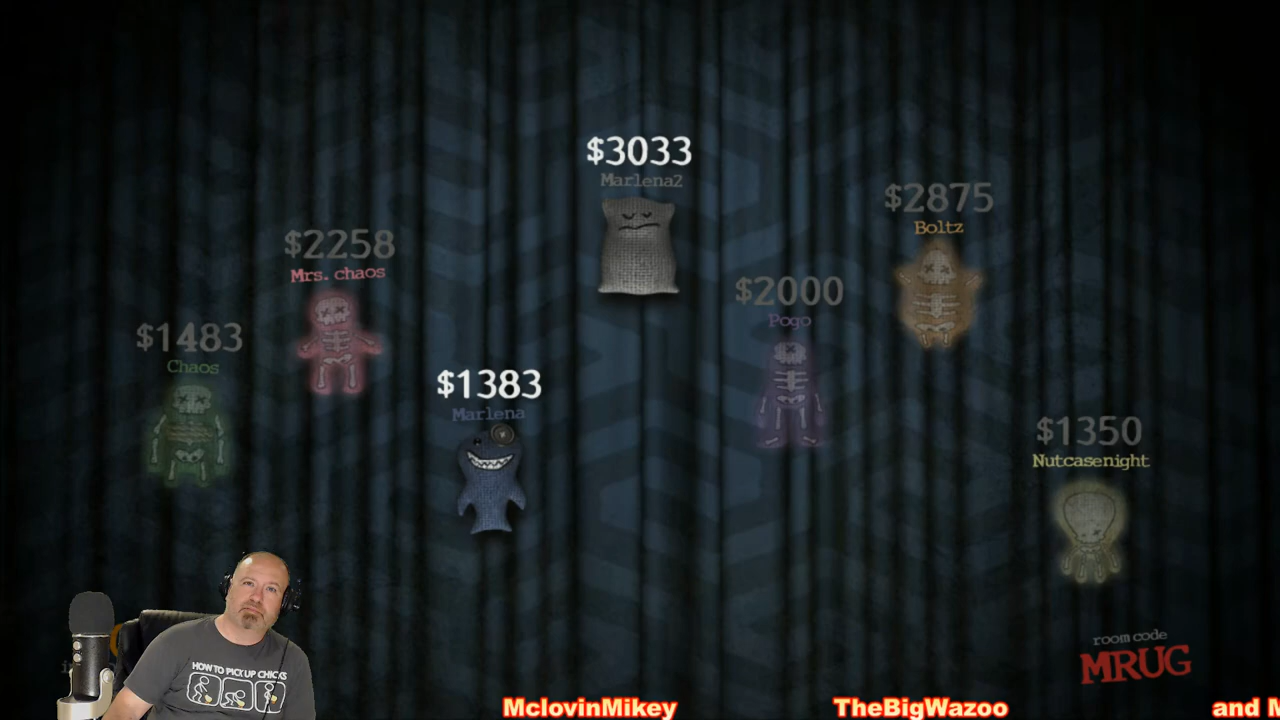 $3033
Marlena2
$2875
Boltz
$2258
Mrs. chaos
$2000
Pogo
$1483
Chaos
$1383
Marlena
$1350
Nutcasenight
room code
MRUG
HOW TO PICK UP CHICKS
MclovinMikey TheBigWazoo and M